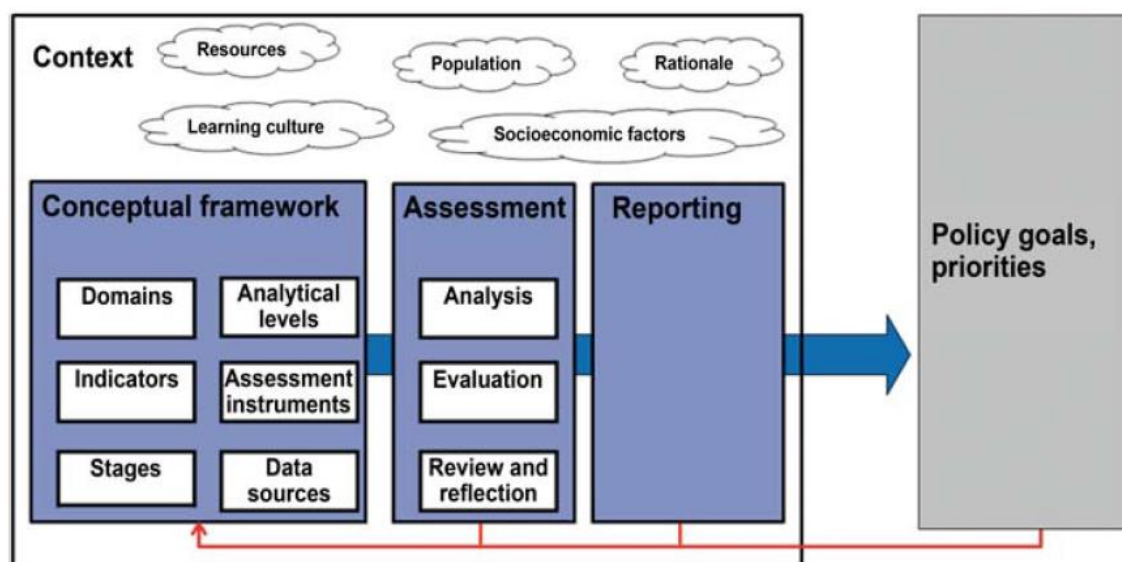 Context
Resources
Population
Rationale
Learning culture
Socioeconomic factors
Conceptual framework
Domains
Analytical
levels
Indicators
Assessment
instruments
Stages
Data
sources
Assessment
Analysis
Evaluation
Review and
reflection
Reporting
Policy goals,
priorities